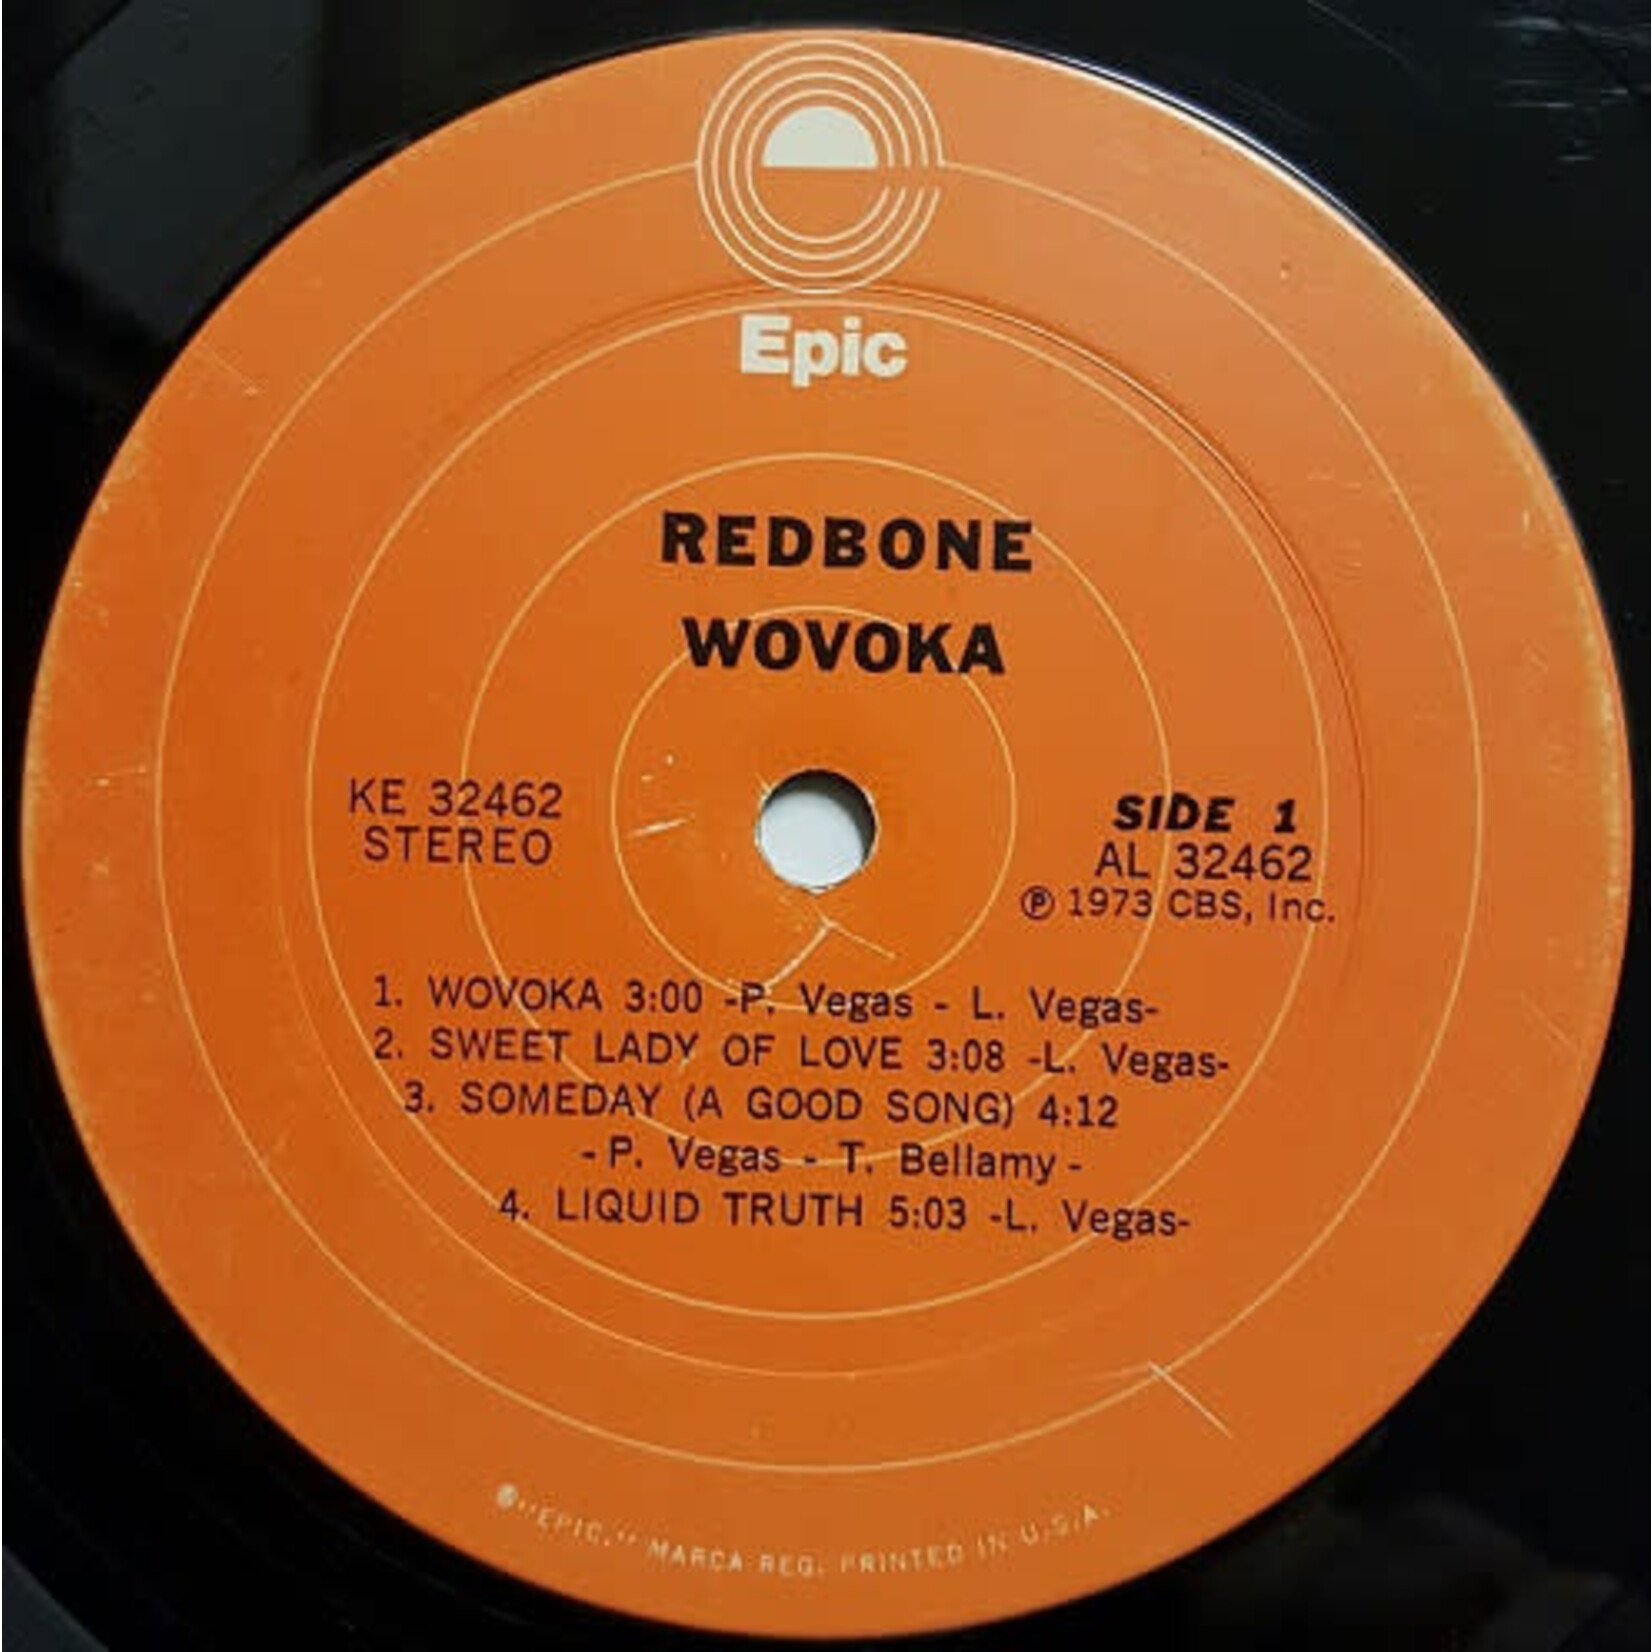 Epic
REDBONE
WOVOKA
KE 32462
STEREO
SIDE 1
AL 32462
Ⓟ 1973 CBS, Inc.
1. WOVOKA 3:00 -P. Vegas - L. Vegas-
2. SWEET LADY OF LOVE 3:08 -L. Vegas-
3. SOMEDAY (A GOOD SONG) 4:12
- P. Vegas - T. Bellamy -
4. LIQUID TRUTH 5:03 -L. Vegas-
®"EPIC," MARCA REG. PRINTED IN U.S.A.